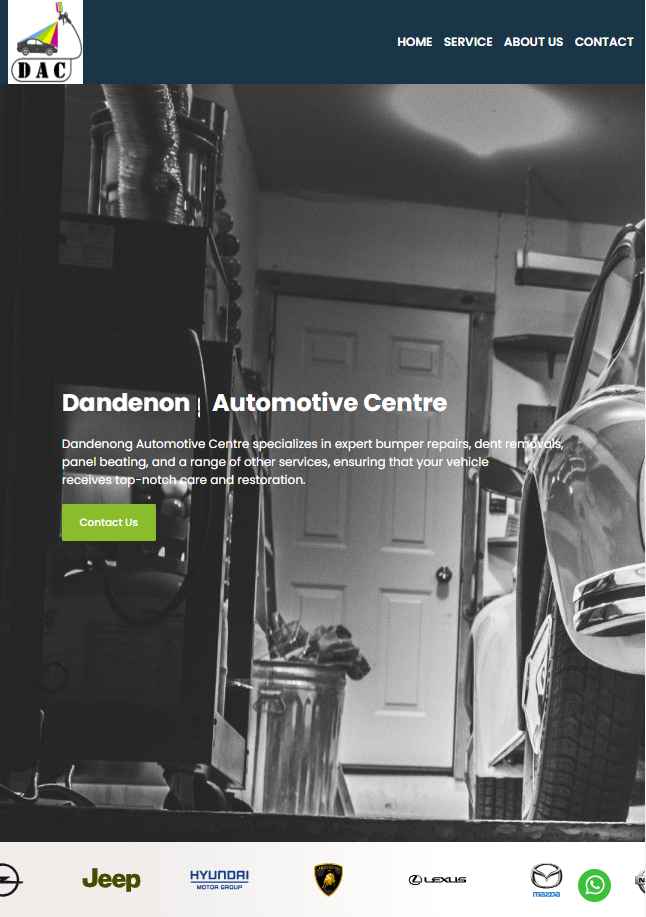 DAC
HOME SERVICE ABOUT US CONTACT
Dandenon Automotive Centre
Dandenong Automotive Centre specializes in expert bumper repairs, dent removals,
panel beating, and a range of other services, ensuring that your vehicle
receives top-notch care and restoration.
Contact Us
Jeep HYUNDAI LEXUS
MOTOR GROUP mazda